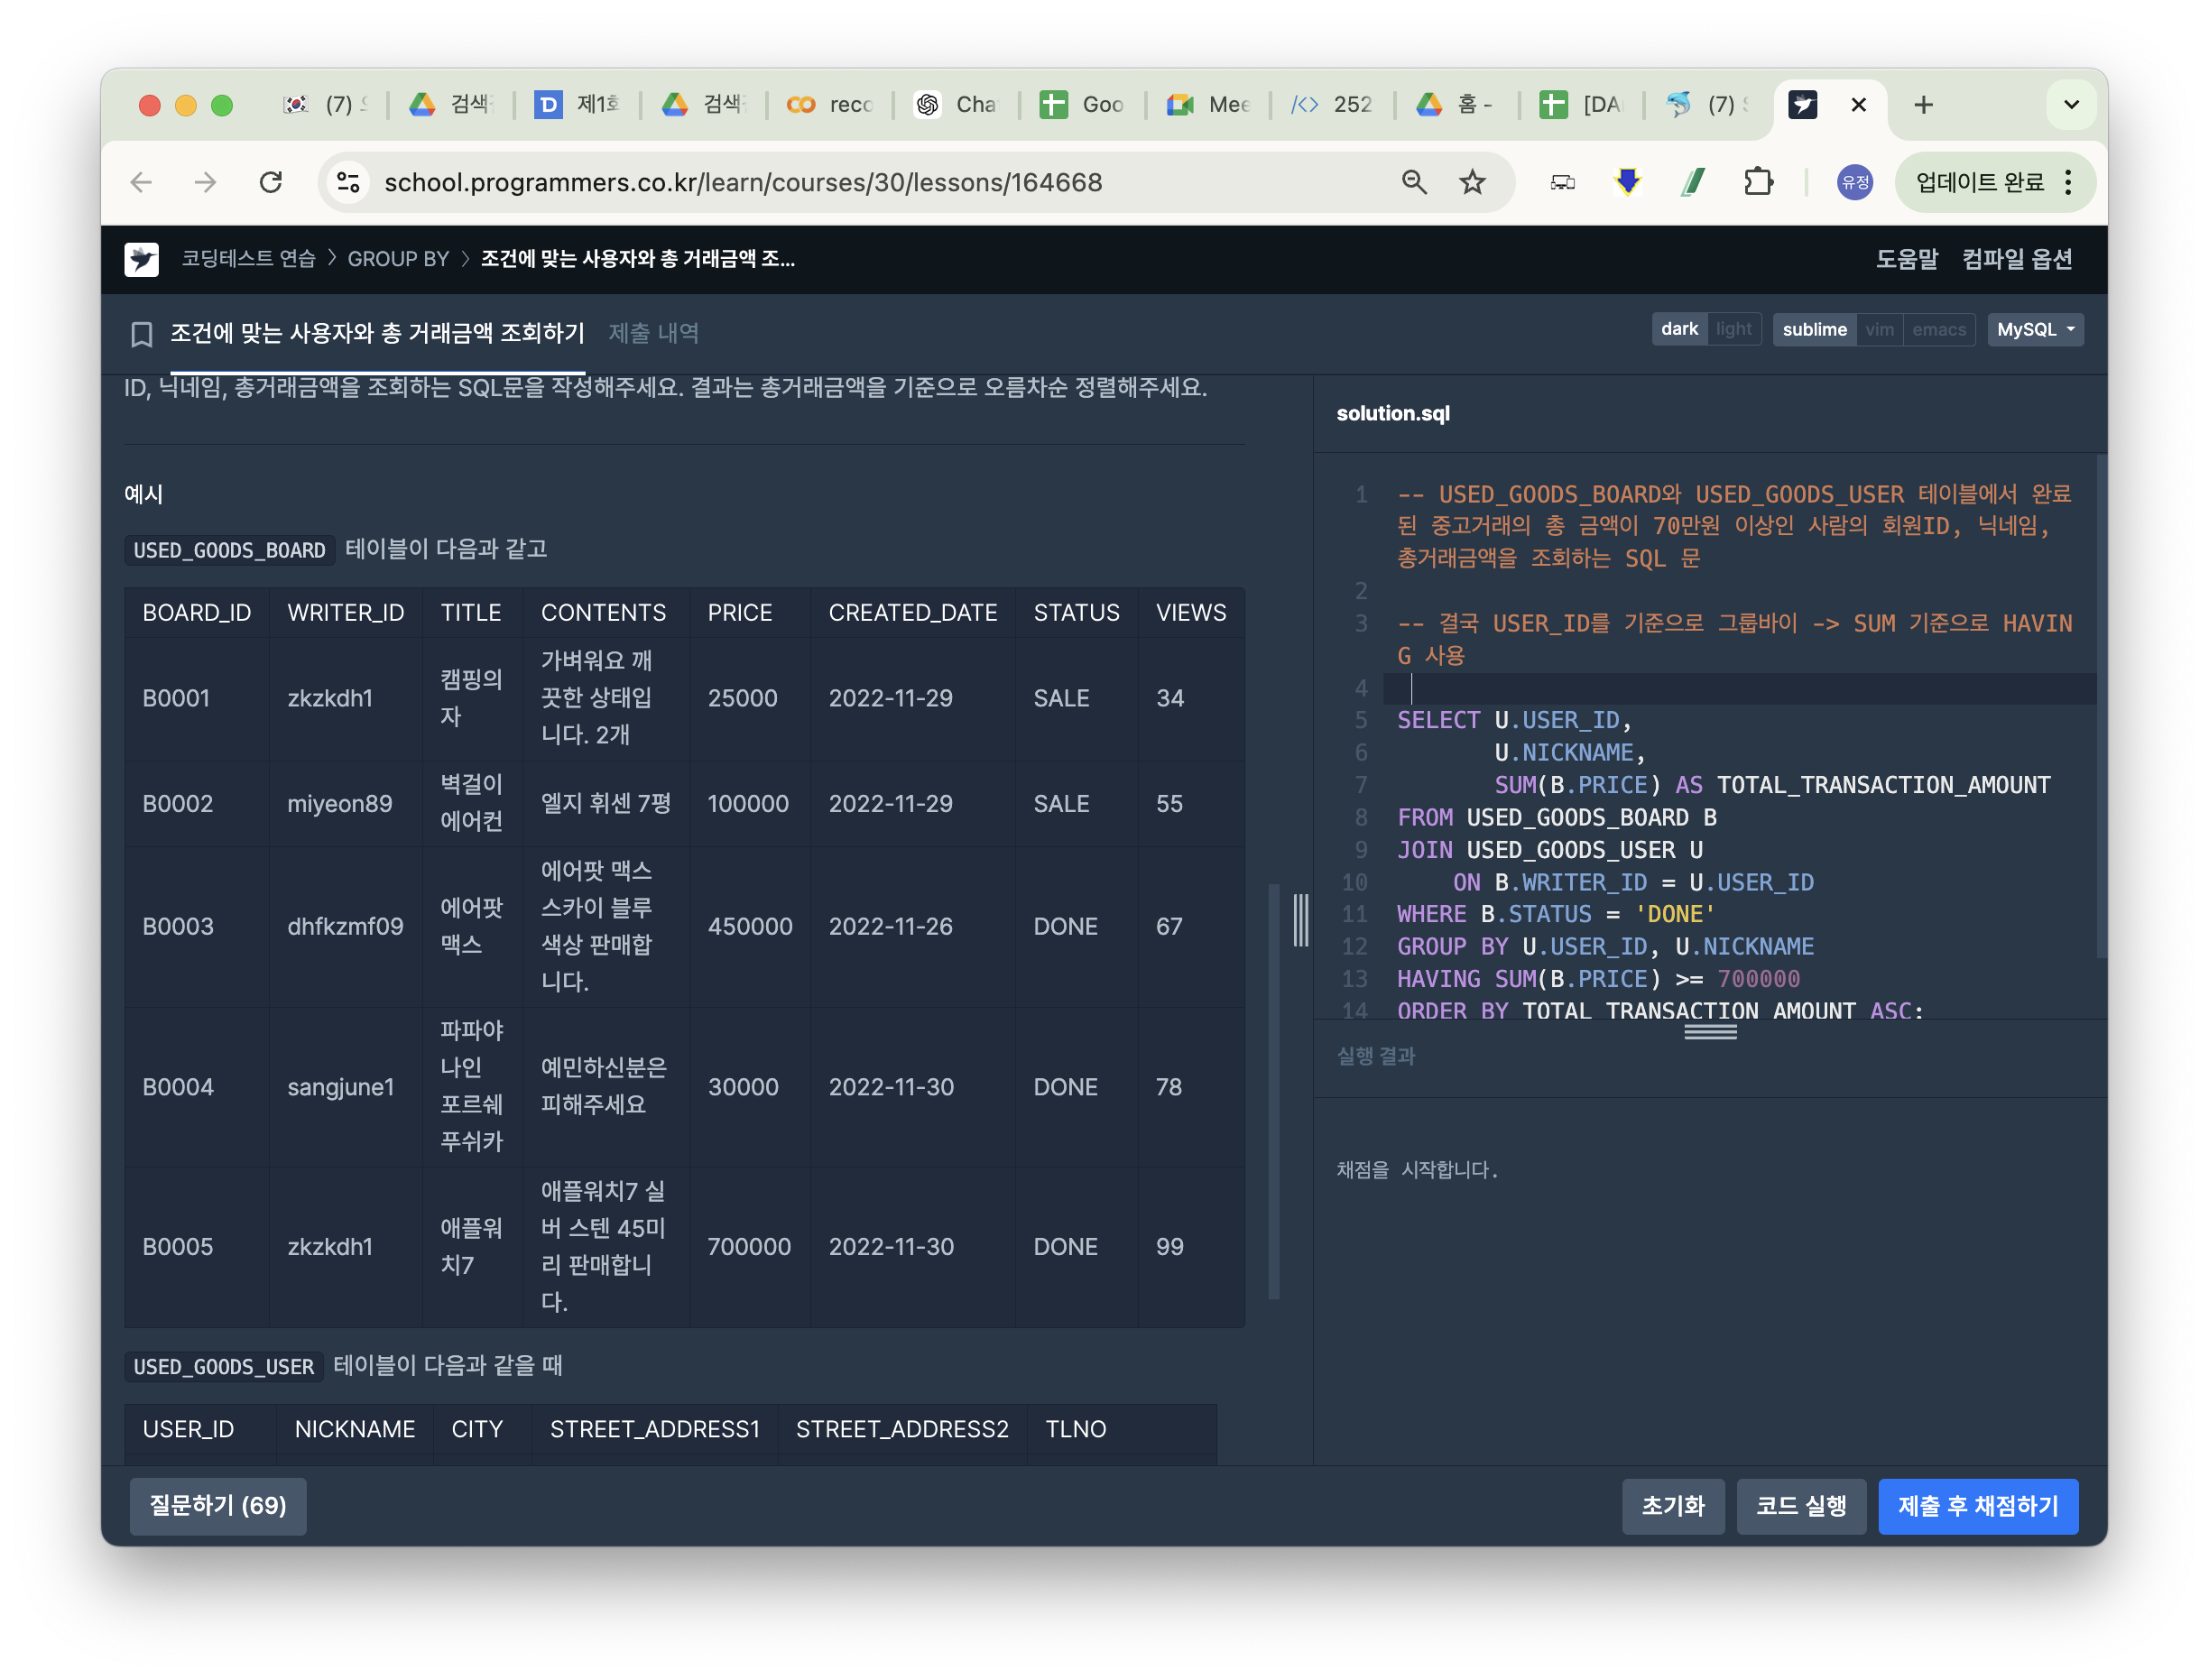 (7)
검색
제1회
검색
reco
Cha
Goo
Mee
252
홈 -
[DA
(7)
school.programmers.co.kr/learn/courses/30/lessons/164668
유정
업데이트 완료
코딩테스트 연습 > GROUP BY > 조건에 맞는 사용자와 총 거래금액 조...
도움말 컴파일 옵션
조건에 맞는 사용자와 총 거래금액 조회하기 제출 내역
dark light sublime vim emacs MySQL
ID, 닉네임, 총거래금액을 조회하는 SQL문을 작성해주세요. 결과는 총거래금액을 기준으로 오름차순 정렬해주세요.
예시
USED_GOODS_BOARD 테이블이 다음과 같고
BOARD_ID WRITER_ID TITLE CONTENTS PRICE CREATED_DATE STATUS VIEWS
B0001 zkzkdh1 캠핑의자 가벼워요 깨끗한 상태입니다. 2개 25000 2022-11-29 SALE 34
B0002 miyeon89 벽걸이 에어컨 엘지 휘센 7평 100000 2022-11-29 SALE 55
B0003 dhfkzmf09 에어팟 맥스 에어팟 맥스 스카이 블루 색상 판매합니다. 450000 2022-11-26 DONE 67
B0004 sangjune1 파파야나인 포르쉐 푸쉬카 예민하신분은 피해주세요 30000 2022-11-30 DONE 78
B0005 zkzkdh1 애플워치7 애플워치7 실버 스텐 45미리 판매합니다. 700000 2022-11-30 DONE 99
USED_GOODS_USER 테이블이 다음과 같을 때
USER_ID NICKNAME CITY STREET_ADDRESS1 STREET_ADDRESS2 TLNO
solution.sql
1 -- USED_GOODS_BOARD와 USED_GOODS_USER 테이블에서 완료
된 중고거래의 총 금액이 70만원 이상인 사람의 회원ID, 닉네임,
총거래금액을 조회하는 SQL 문
2
3 -- 결국 USER_ID를 기준으로 그룹바이 -> SUM 기준으로 HAVIN
G 사용
4
5 SELECT U.USER_ID,
6 U.NICKNAME,
7 SUM(B.PRICE) AS TOTAL_TRANSACTION_AMOUNT
8 FROM USED_GOODS_BOARD B
9 JOIN USED_GOODS_USER U
10 ON B.WRITER_ID = U.USER_ID
11 WHERE B.STATUS = 'DONE'
12 GROUP BY U.USER_ID, U.NICKNAME
13 HAVING SUM(B.PRICE) >= 700000
14 ORDER BY TOTAL_TRANSACTION_AMOUNT ASC;
실행 결과
채점을 시작합니다.
질문하기 (69)
초기화 코드 실행 제출 후 채점하기